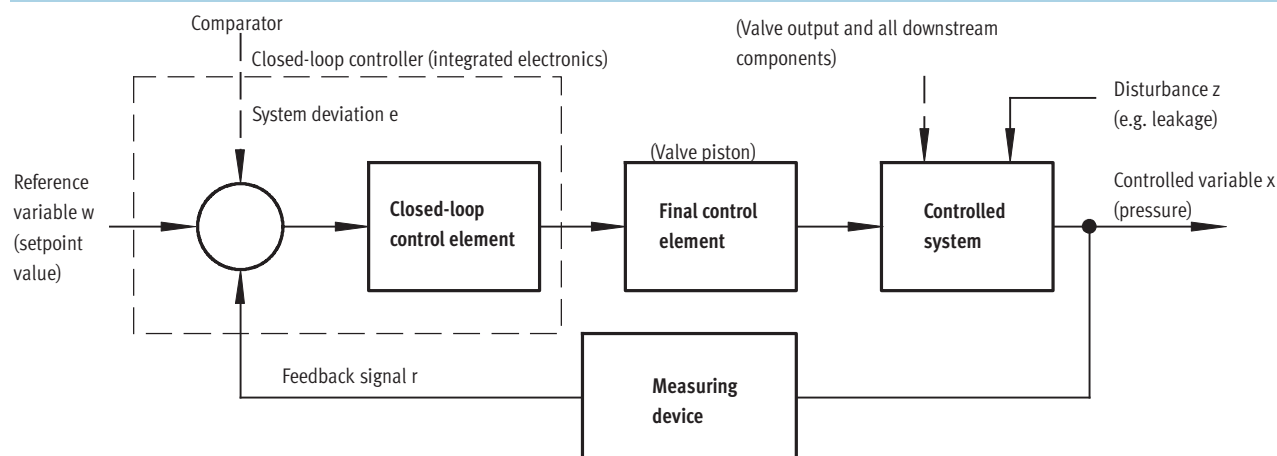 Comparator
Closed-loop controller (integrated electronics)
System deviation e
(Valve output and all downstream
components)
Disturbance z
(e.g. leakage)
Reference
variable w
(setpoint
value)
Closed-loop
control element
(Valve piston)
Final control
element
Controlled
system
Controlled variable x
(pressure)
Feedback signal r
Measuring
device